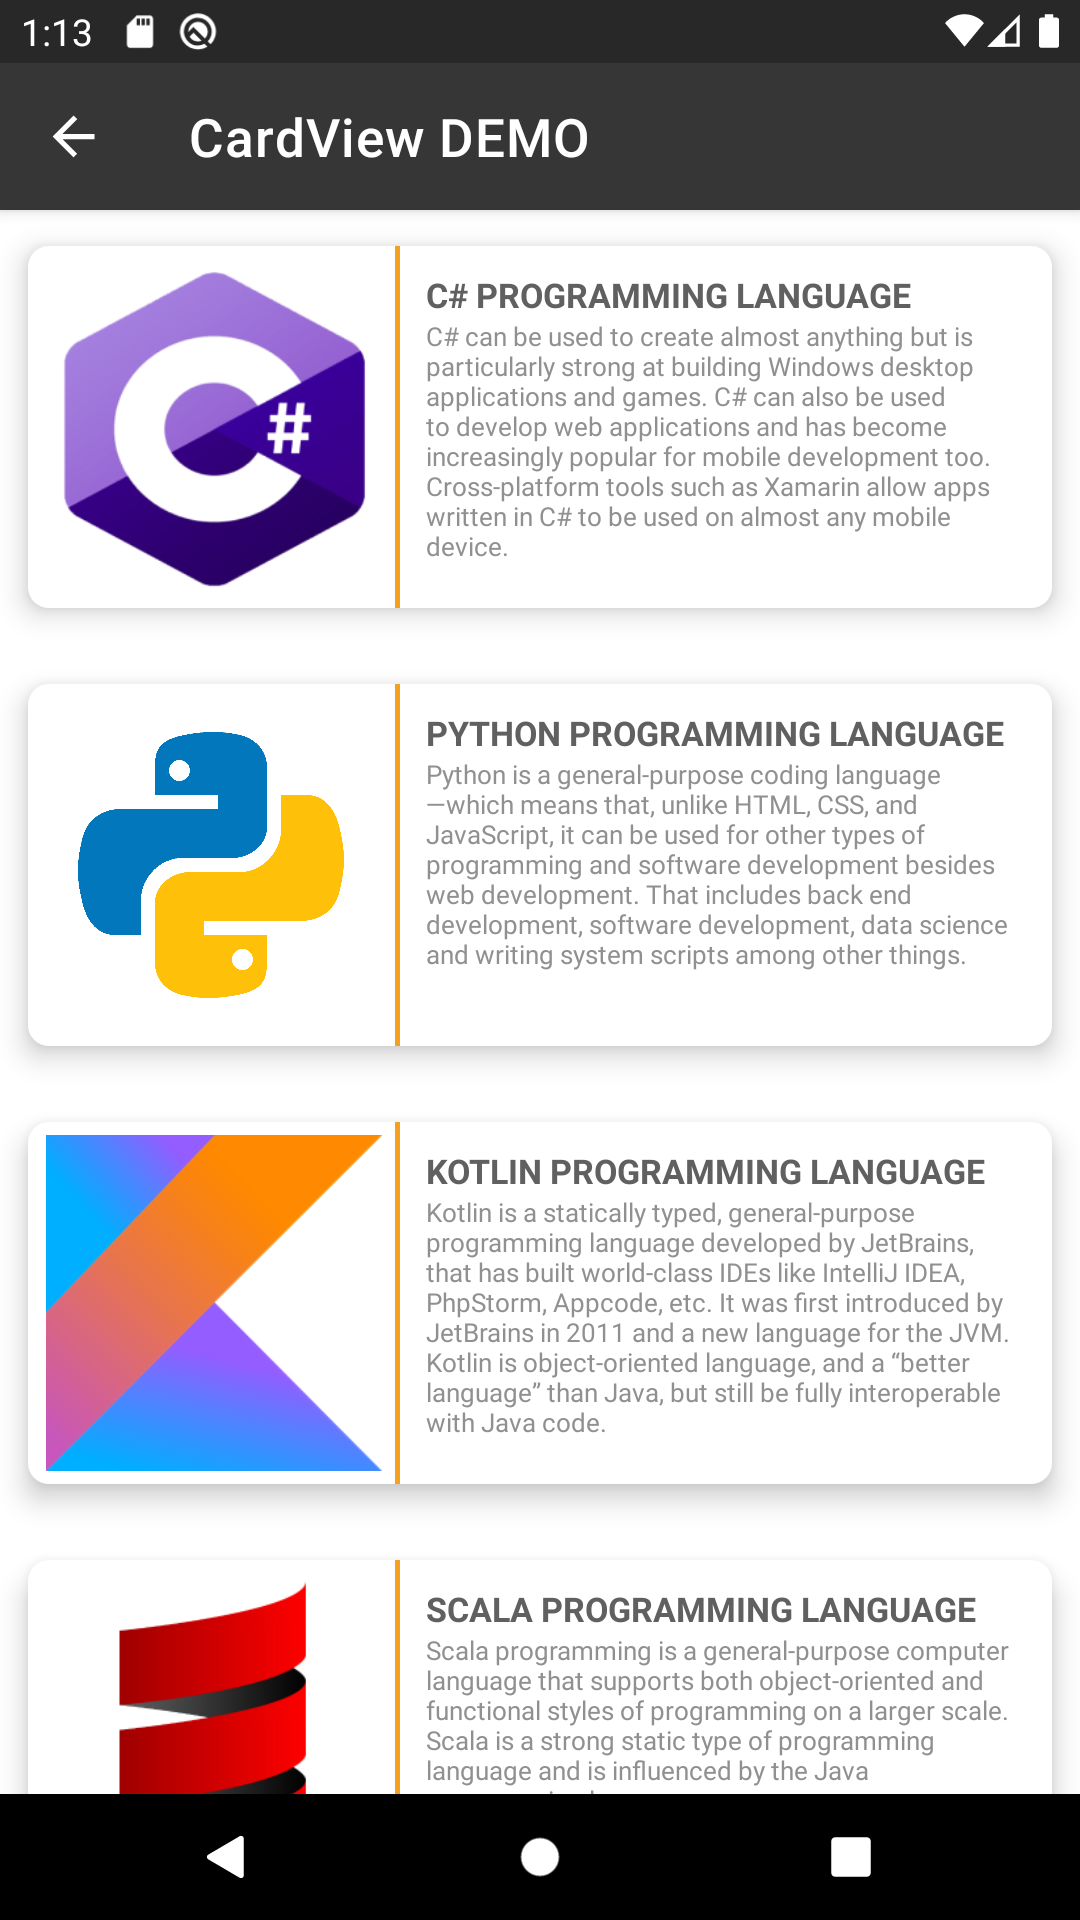 1:13
CardView DEMO
C#
C# PROGRAMMING LANGUAGE
C# can be used to create almost anything but is
particularly strong at building Windows desktop
applications and games. C# can also be used
to develop web applications and has become
increasingly popular for mobile development too.
Cross-platform tools such as Xamarin allow apps
written in C# to be used on almost any mobile
device.
PYTHON PROGRAMMING LANGUAGE
Python is a general-purpose coding language
—which means that, unlike HTML, CSS, and
JavaScript, it can be used for other types of
programming and software development besides
web development. That includes back end
development, software development, data science
and writing system scripts among other things.
KOTLIN PROGRAMMING LANGUAGE
Kotlin is a statically typed, general-purpose
programming language developed by JetBrains,
that has built world-class IDEs like IntelliJ IDEA,
PhpStorm, Appcode, etc. It was first introduced by
JetBrains in 2011 and a new language for the JVM.
Kotlin is object-oriented language, and a “better
language” than Java, but still be fully interoperable
with Java code.
SCALA PROGRAMMING LANGUAGE
Scala programming is a general-purpose computer
language that supports both object-oriented and
functional styles of programming on a larger scale.
Scala is a strong static type of programming
language and is influenced by the Java